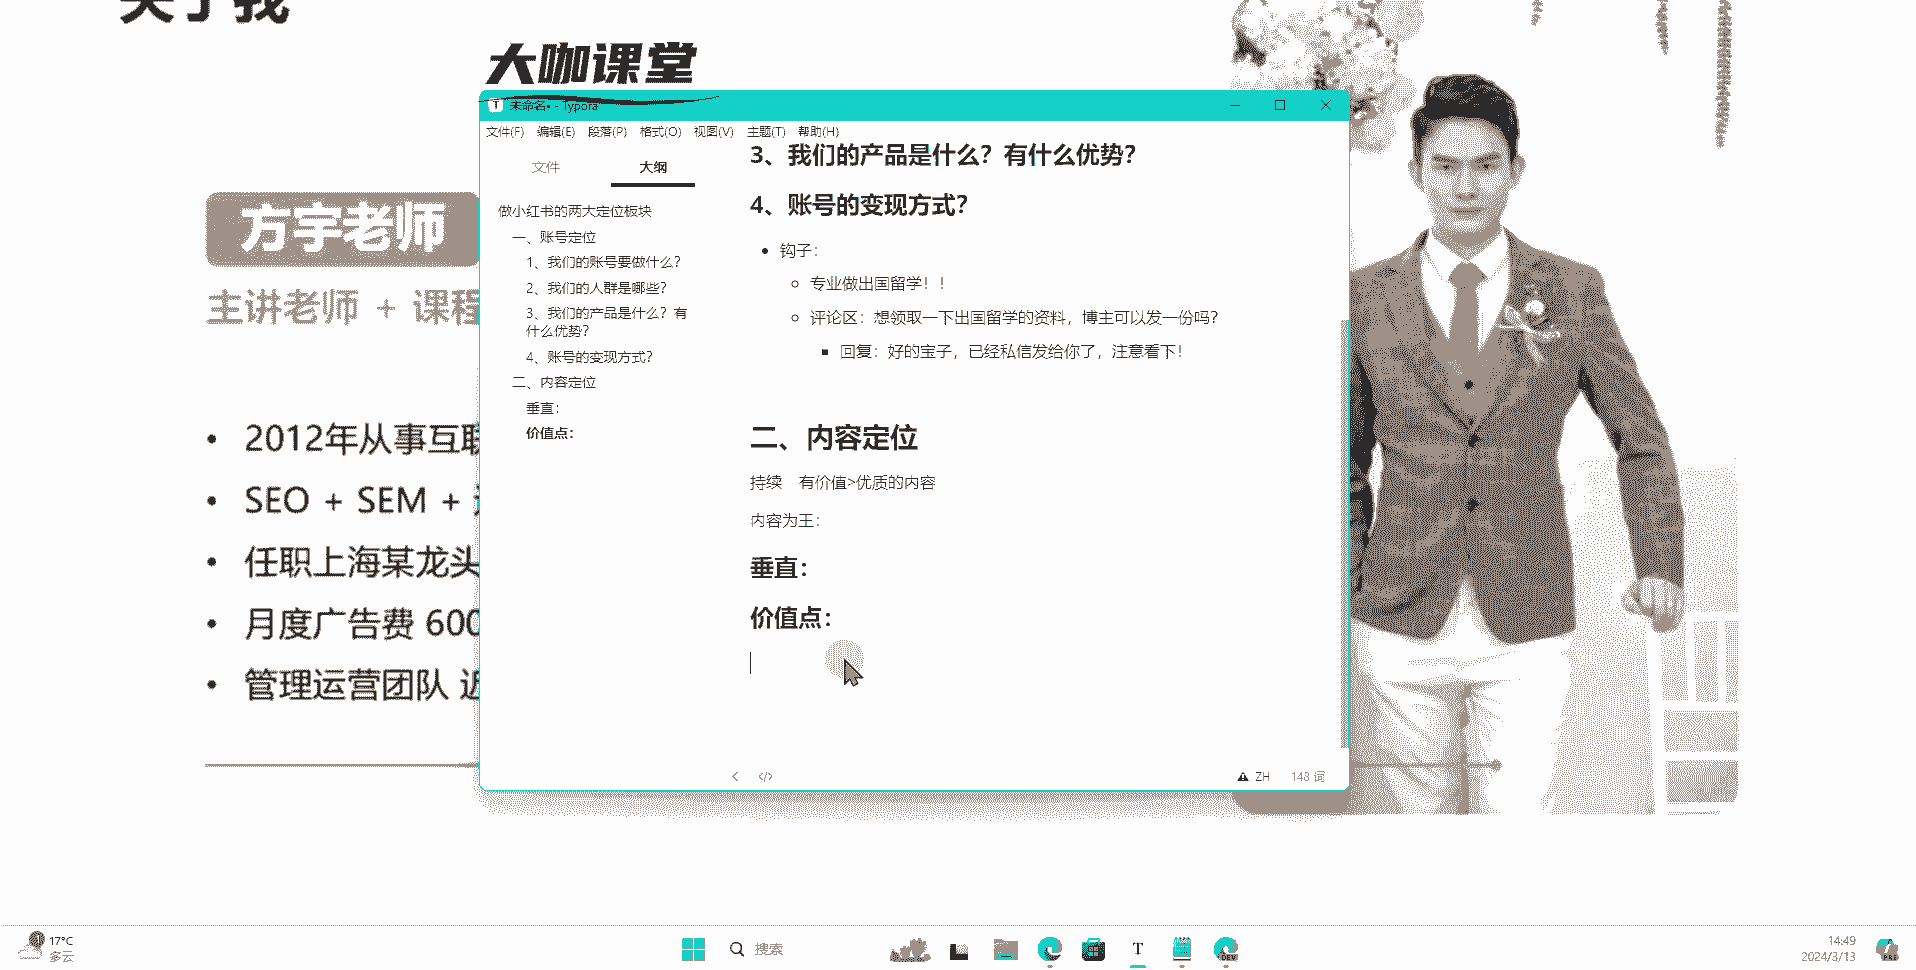 关于我
大咖课堂
方宇老师
主讲老师 + 课程
2012年从事互联
SEO + SEM +
任职上海某龙头
月度广告费 600
管理运营团队 近
T 未命名• - Typora
文件(F) 编辑(E) 段落(P) 格式(O) 视图(V) 主题(T) 帮助(H)
文件 大纲
做小红书的两大定位板块
一、账号定位
1、我们的账号要做什么?
2、我们的人群是哪些?
3、我们的产品是什么?有
什么优势?
4、账号的变现方式?
二、内容定位
垂直:
价值点:
3、我们的产品是什么?有什么优势?
4、账号的变现方式?
钩子:
专业做出国留学!!
评论区:想领取一下出国留学的资料,博主可以发一份吗?
回复:好的宝子,已经私信发给你了,注意看下!
二、内容定位
持续 有价值>优质的内容
内容为王:
垂直:
价值点:
ZH 148 词
1
17°C
多云
搜索
T
DEV
14:49
2024/3/13
PRE